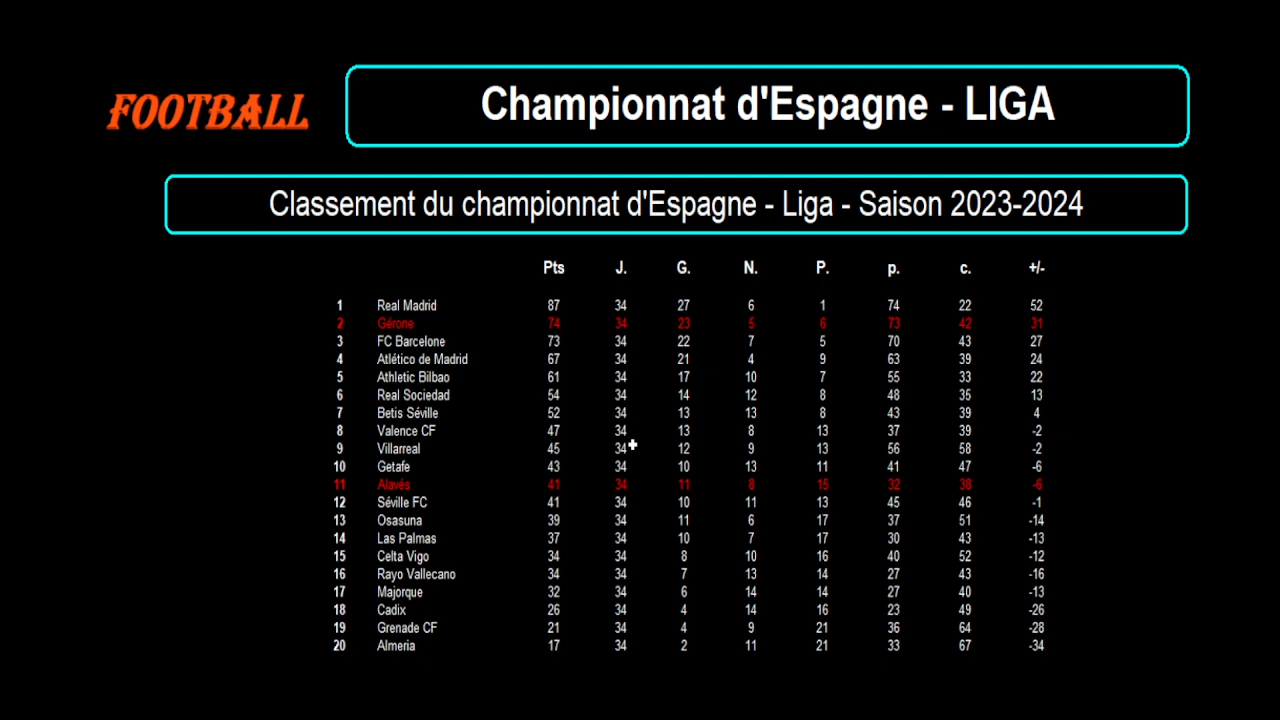 FOOTBALL
Championnat d'Espagne - LIGA
Classement du championnat d'Espagne - Liga - Saison 2023-2024
Pts J. G. N. P. p. c. +/-
1 Real Madrid 87 34 27 6 1 74 22 52
2 Gérone 74 34 23 5 6 73 42 31
3 FC Barcelone 73 34 22 7 5 70 43 27
4 Atlético de Madrid 67 34 21 4 9 63 39 24
5 Athletic Bilbao 61 34 17 10 7 55 33 22
6 Real Sociedad 54 34 14 12 8 48 35 13
7 Betis Séville 52 34 13 13 8 43 39 4
8 Valence CF 47 34 13 8 13 37 39 -2
9 Villarreal 45 34 12 9 13 56 58 -2
10 Getafe 43 34 10 13 11 41 47 -6
11 Alavés 41 34 11 8 15 32 38 -6
12 Séville FC 41 34 10 11 13 45 46 -1
13 Osasuna 39 34 11 6 17 37 51 -14
14 Las Palmas 37 34 10 7 17 30 43 -13
15 Celta Vigo 34 34 8 10 16 40 52 -12
16 Rayo Vallecano 34 34 7 13 14 27 43 -16
17 Majorque 32 34 6 14 14 27 40 -13
18 Cadix 26 34 4 14 16 23 49 -26
19 Grenade CF 21 34 4 9 21 36 64 -28
20 Almeria 17 34 2 11 21 33 67 -34